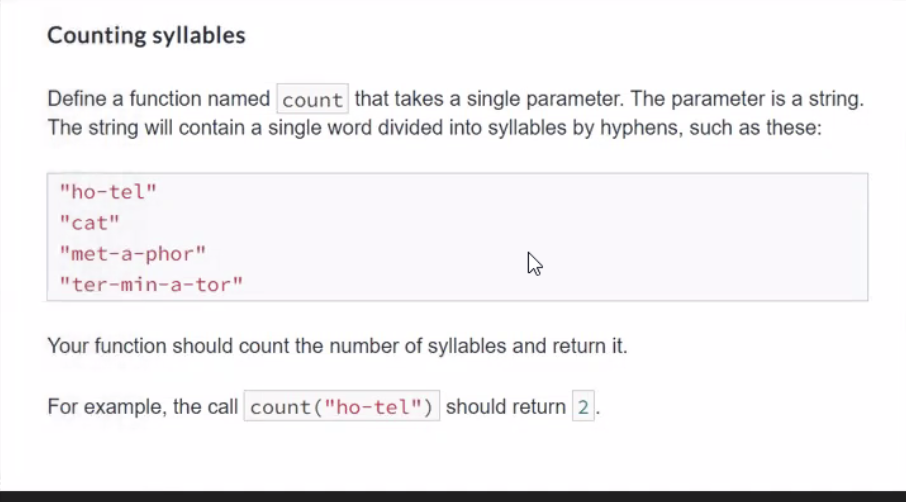 Counting syllables
Define a function named count that takes a single parameter. The parameter is a string.
The string will contain a single word divided into syllables by hyphens, such as these:
"ho-tel"
"cat"
"met-a-phor"
"ter-min-a-tor"
Your function should count the number of syllables and return it.
For example, the call count("ho-tel") should return 2.